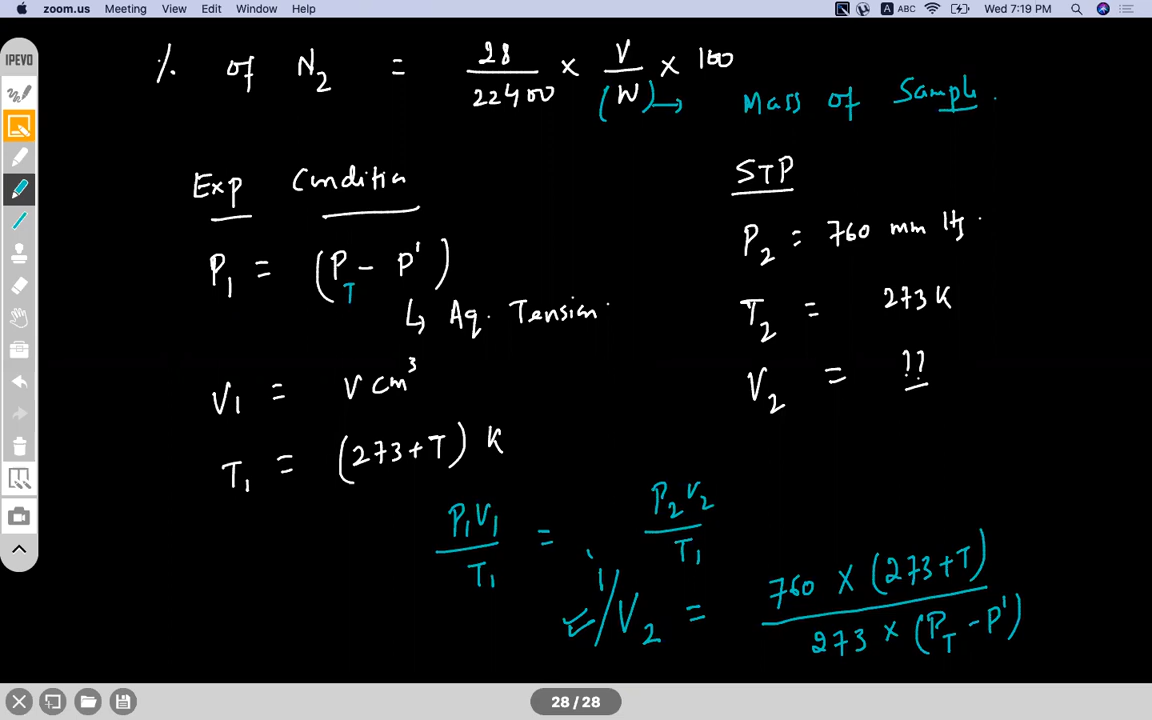 zoom.us Meeting View Edit Window Help A ABC Wed 7:19 PM
IPEVO
% of N2 = 28/22400 × V/(W) × 100
→ Mass of Sample.
Exp Condition
P1 = (PT - P')
↳ Aq. Tension.
V1 = V cm³
T1 = (273+T) K
STP
P2 = 760 mm Hg.
T2 = 273 K
V2 = ??
P1V1/T1 = P2V2/T1
1/V2 = 760 × (273+T) / 273 × (PT - P')
28 / 28